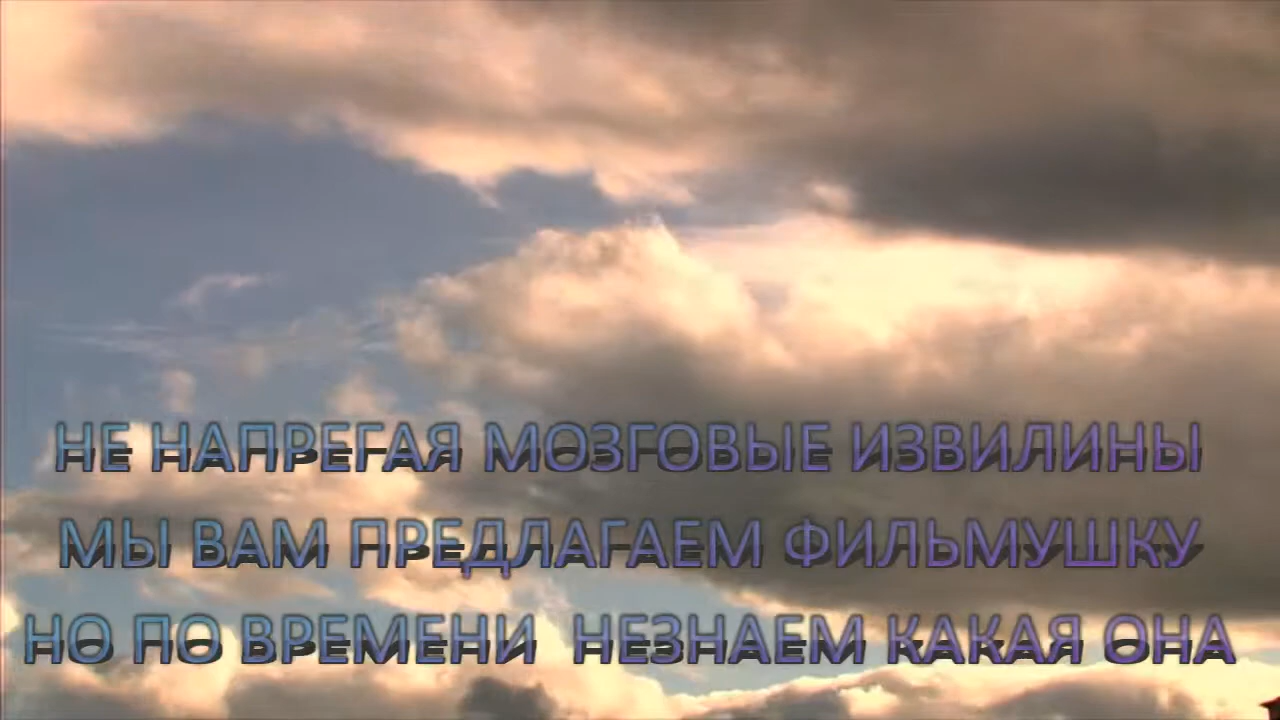 НЕ НАПРЕГАЯ МОЗГОВЫЕ ИЗВИЛИНЫ
МЫ ВАМ ПРЕДЛАГАЕМ ФИЛЬМУШКУ
НО ПО ВРЕМЕНИ НЕЗНАЕМ КАКАЯ ОНА